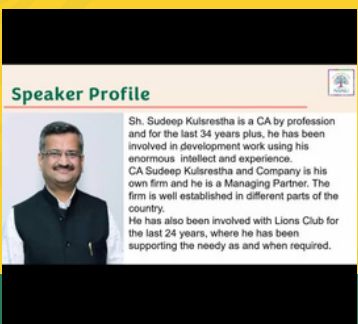 Speaker Profile
Sh. Sudeep Kulsrestha is a CA by profession
and for the last 34 years plus, he has been
involved in development work using his
enormous intellect and experience.
CA Sudeep Kulsrestha and Company is his
own firm and he is a Managing Partner. The
firm is well established in different parts of the
country.
He has also been involved with Lions Club for
the last 24 years, where he has been
supporting the needy as and when required.